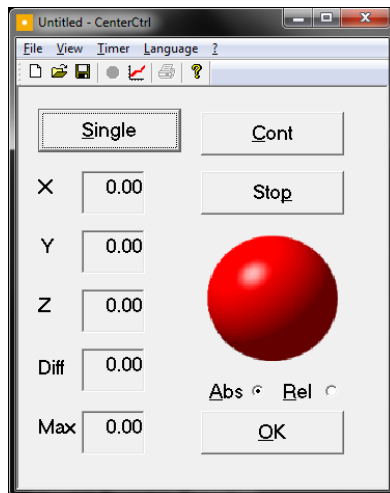 Untitled - CenterCtrl
File View Timer Language ?
Single Cont
X 0.00 Stop
Y 0.00
Z 0.00
Diff 0.00
Abs Rel
Max 0.00 OK